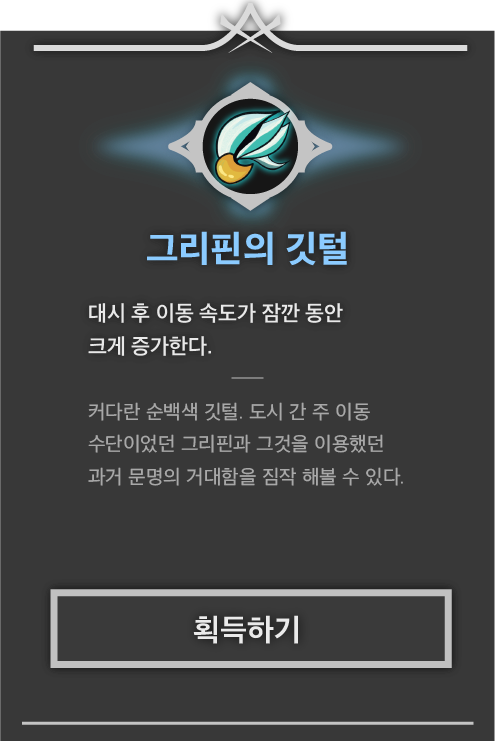 그리핀의 깃털
대시 후 이동 속도가 잠깐 동안
크게 증가한다.
커다란 순백색 깃털. 도시 간 주 이동
수단이었던 그리핀과 그것을 이용했던
과거 문명의 거대함을 짐작 해볼 수 있다.
획득하기